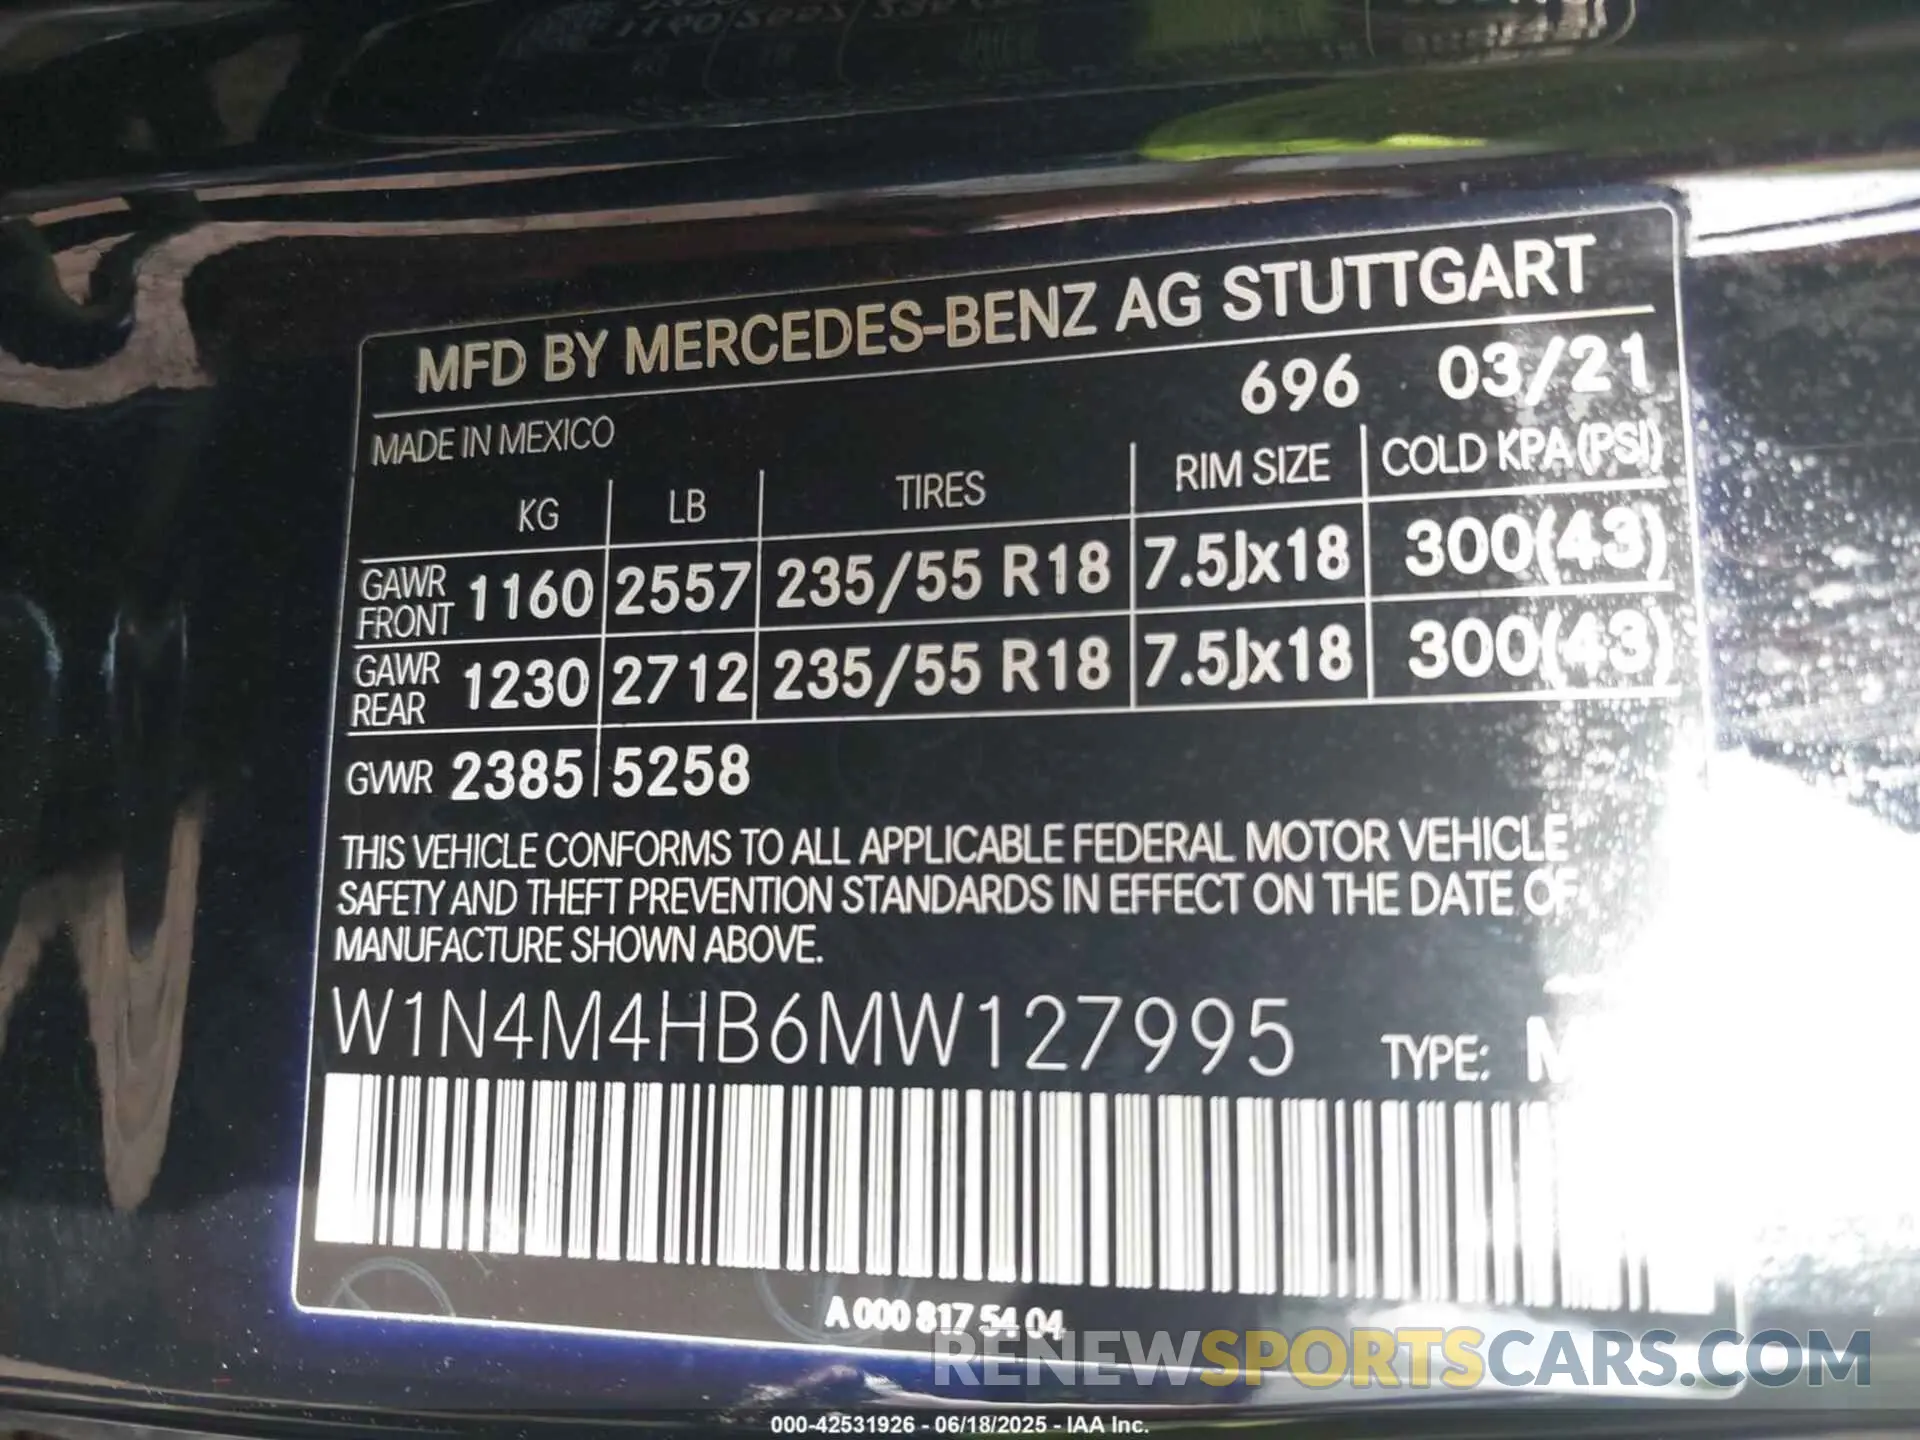 MFD BY MERCEDES-BENZ AG STUTTGART
696 03/21
MADE IN MEXICO
KG LB TIRES RIM SIZE COLD KPA(PSI)
GAWR FRONT 1160 2557 235/55 R18 7.5Jx18 300(43)
GAWR REAR 1230 2712 235/55 R18 7.5Jx18 300(43)
GVWR 2385 5258
THIS VEHICLE CONFORMS TO ALL APPLICABLE FEDERAL MOTOR VEHICLE
SAFETY AND THEFT PREVENTION STANDARDS IN EFFECT ON THE DATE OF
MANUFACTURE SHOWN ABOVE.
W1N4M4HB6MW127995 TYPE:
A 000 817 54 04
RENEWSPORTSCARS.COM
000-42531926 - 06/18/2025 - IAA Inc.